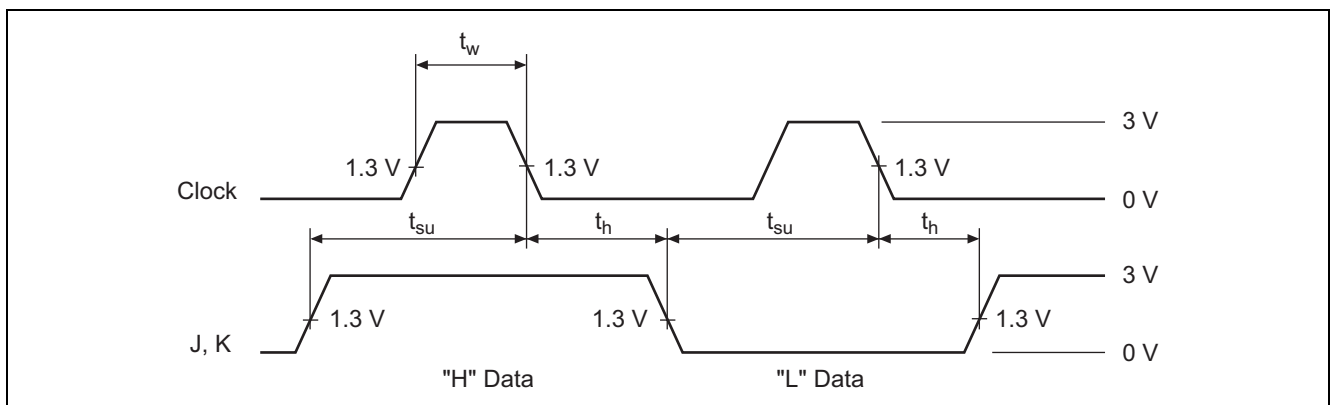 t_w
3 V
1.3 V
1.3 V
1.3 V
Clock
0 V
t_su
t_h
t_su
t_h
3 V
1.3 V
1.3 V
1.3 V
J, K
0 V
"H" Data
"L" Data